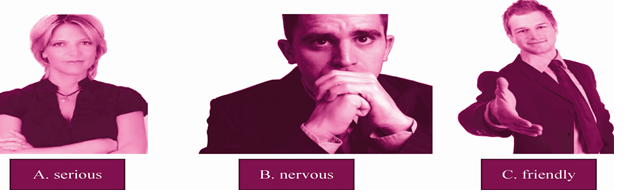 A. serious
B. nervous
C. friendly